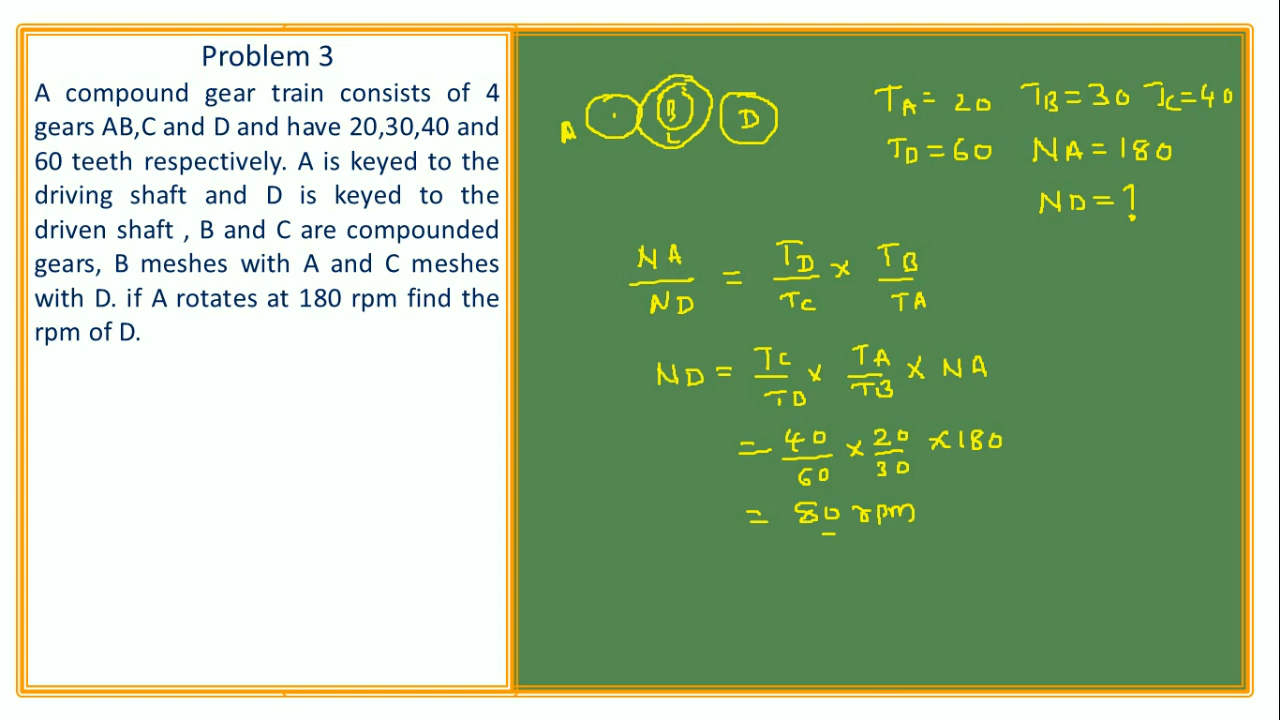 Problem 3
A compound gear train consists of 4
gears AB,C and D and have 20,30,40 and
60 teeth respectively. A is keyed to the
driving shaft and D is keyed to the
driven shaft , B and C are compounded
gears, B meshes with A and C meshes
with D. if A rotates at 180 rpm find the
rpm of D.
A B C D
TA = 20 TB = 30 TC = 40
TD = 60 NA = 180
ND = ?
NA / ND = TD / TC × TB / TA
ND = TC / TD × TA / TB × NA
= 40 / 60 × 20 / 30 × 180
= 80 rpm